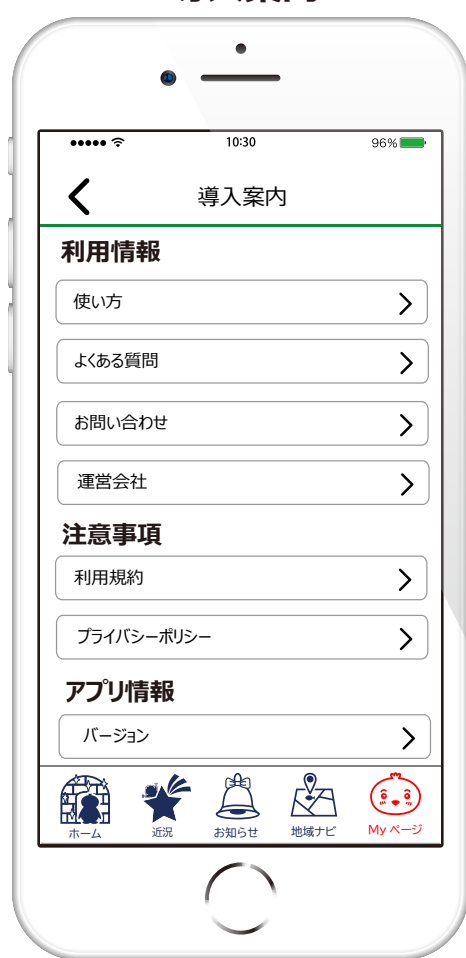 10:30
96%
導入案内
利用情報
使い方
よくある質問
お問い合わせ
運営会社
注意事項
利用規約
プライバシーポリシー
アプリ情報
バージョン
ホーム
近況
お知らせ
地域ナビ
My ページ